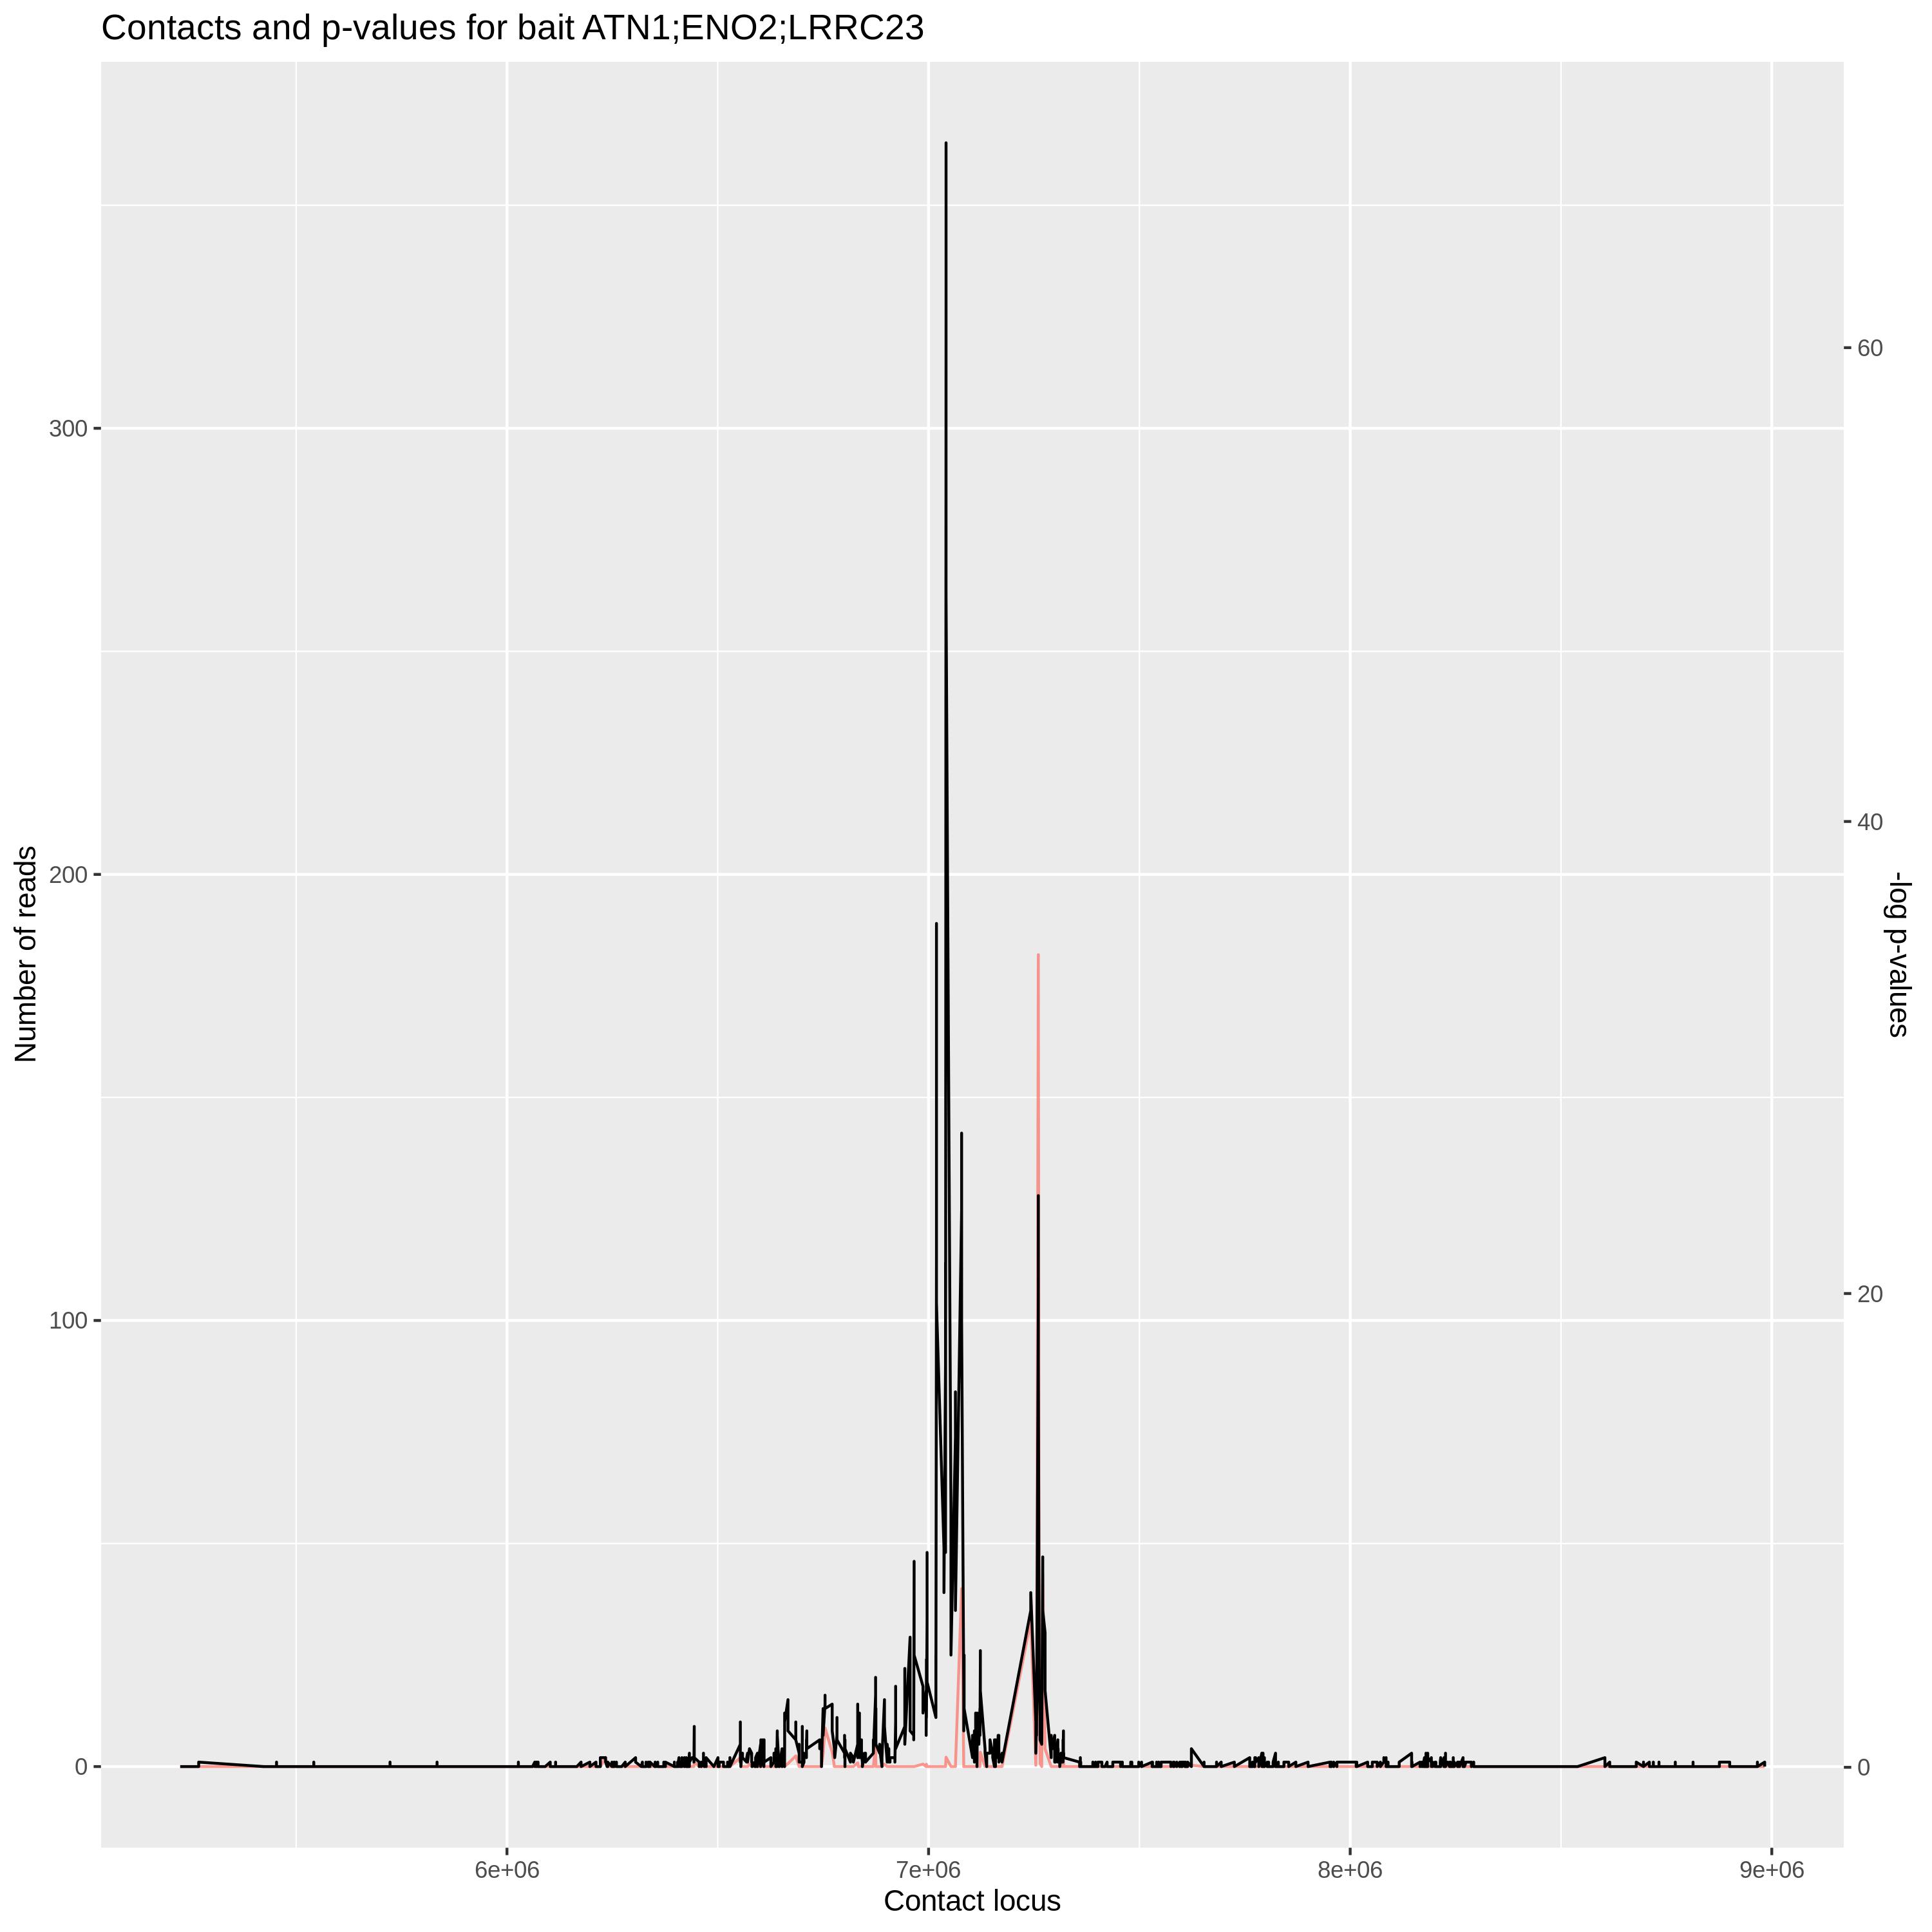 Contacts and p-values for bait ATN1;ENO2;LRRC23
300
200
100
0
Number of reads
60
40
20
0
-log p-values
6e+06
7e+06
8e+06
9e+06
Contact locus